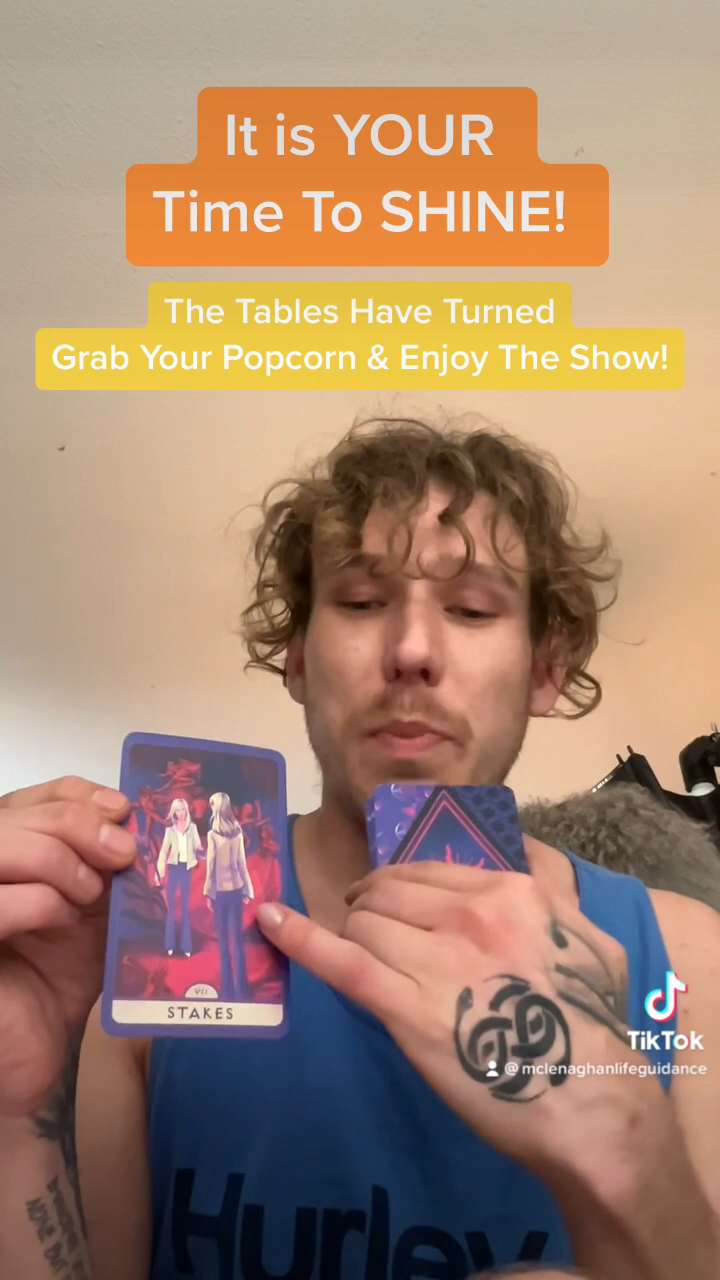 It is YOUR
Time To SHINE!
The Tables Have Turned
Grab Your Popcorn & Enjoy The Show!
VII
STAKES
TikTok
@mclenaghanlifeguidance
Hurley